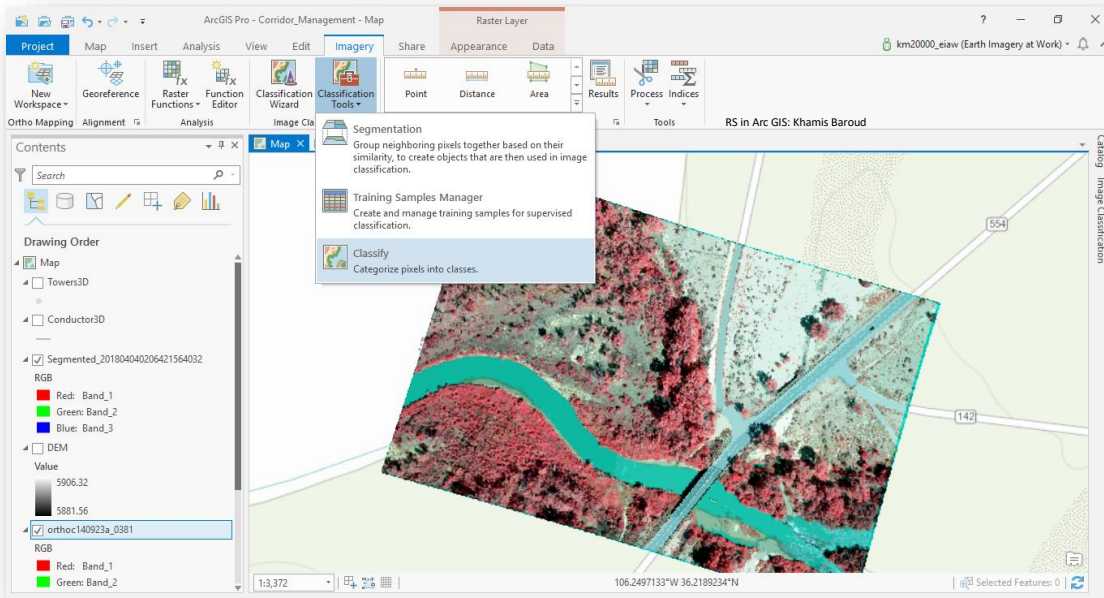 ArcGIS Pro - Corridor_Management - Map
Raster Layer
?
Project Map Insert Analysis View Edit Imagery Share Appearance Data
km20000_eiaw (Earth Imagery at Work)
New Workspace
Georeference
Raster Functions
Function Editor
Classification Wizard
Classification Tools
Point
Distance
Area
Results
Process
Indices
Ortho Mapping
Alignment
Analysis
Image Cla
Tools
RS in Arc GIS: Khamis Baroud
Contents
Search
Drawing Order
Map
Towers3D
Conductor3D
Segmented_201804040206421564032
RGB
Red: Band_1
Green: Band_2
Blue: Band_3
DEM
Value
5906.32
5881.56
orthoc140923a_0381
RGB
Red: Band_1
Green: Band_2
Map
Segmentation
Group neighboring pixels together based on their
similarity, to create objects that are then used in image
classification.
Training Samples Manager
Create and manage training samples for supervised
classification.
Classify
Categorize pixels into classes.
554
142
Catalog
Image Classification
1:3,372
106.2497133°W 36.2189234°N
Selected Features: 0